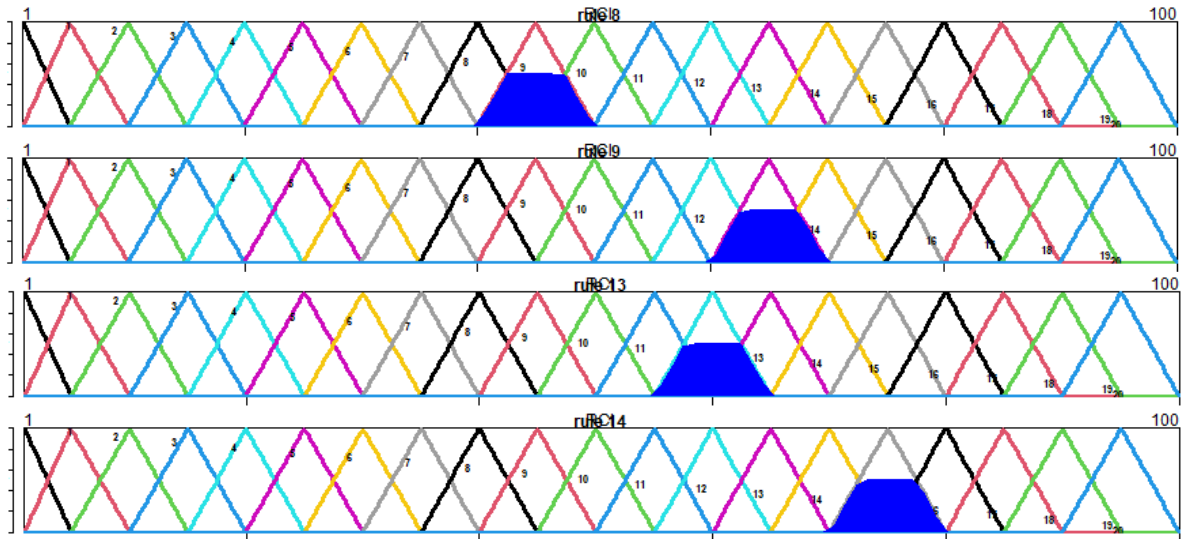 1 rule 8 RCI 100
2 3 4 5 6 7 8 9 10 11 12 13 14 15 16 17 18 19 20
1 rule 9 RCI 100
2 3 4 5 6 7 8 9 10 11 12 14 15 16 17 18 19 20
1 rule 13 RCI 100
2 3 4 5 6 7 8 9 10 11 13 14 15 16 17 18 19 20
1 rule 14 RCI 100
2 3 4 5 6 7 8 9 10 11 12 13 14 17 18 19 20